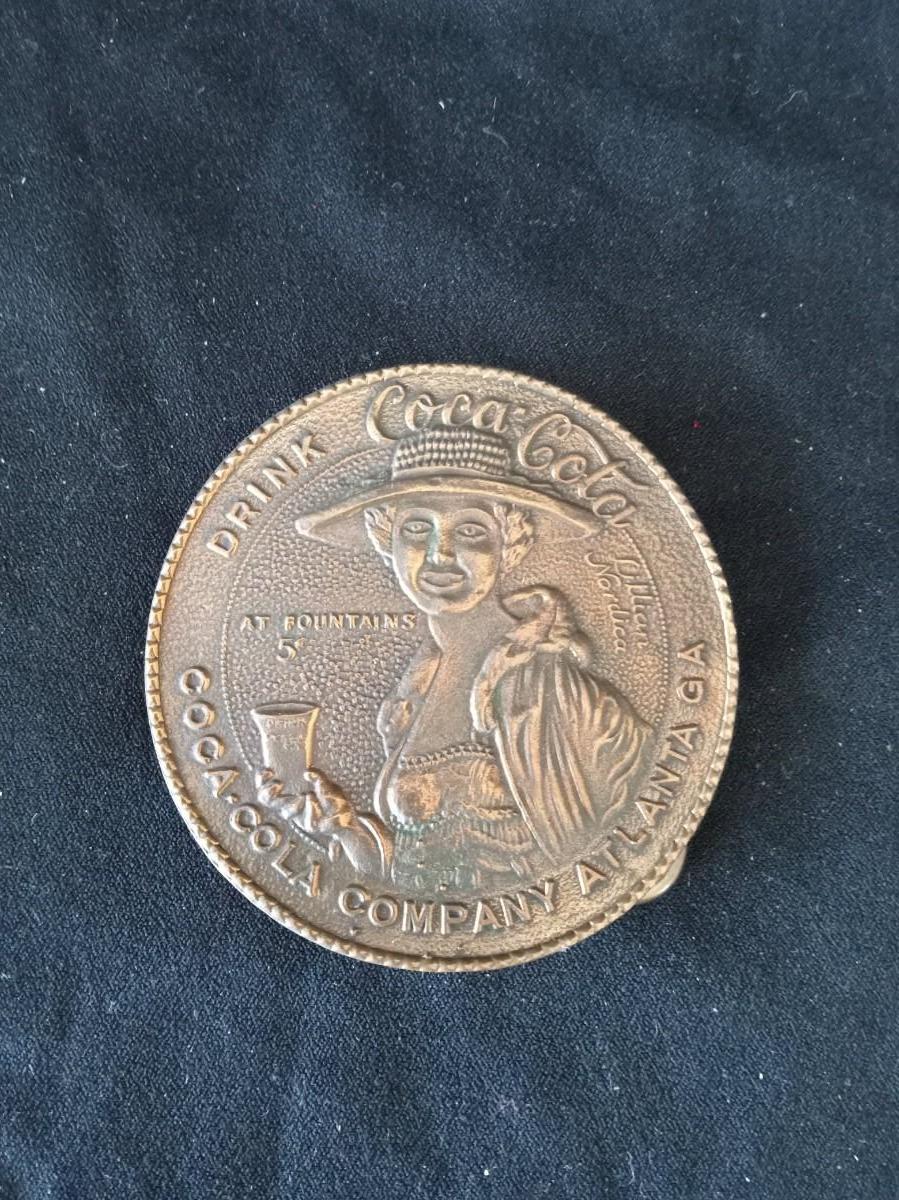 DRINK Coca-Cola
Lillian
Nordica
AT FOUNTAINS
5¢
COCA-COLA COMPANY ATLANTA GA